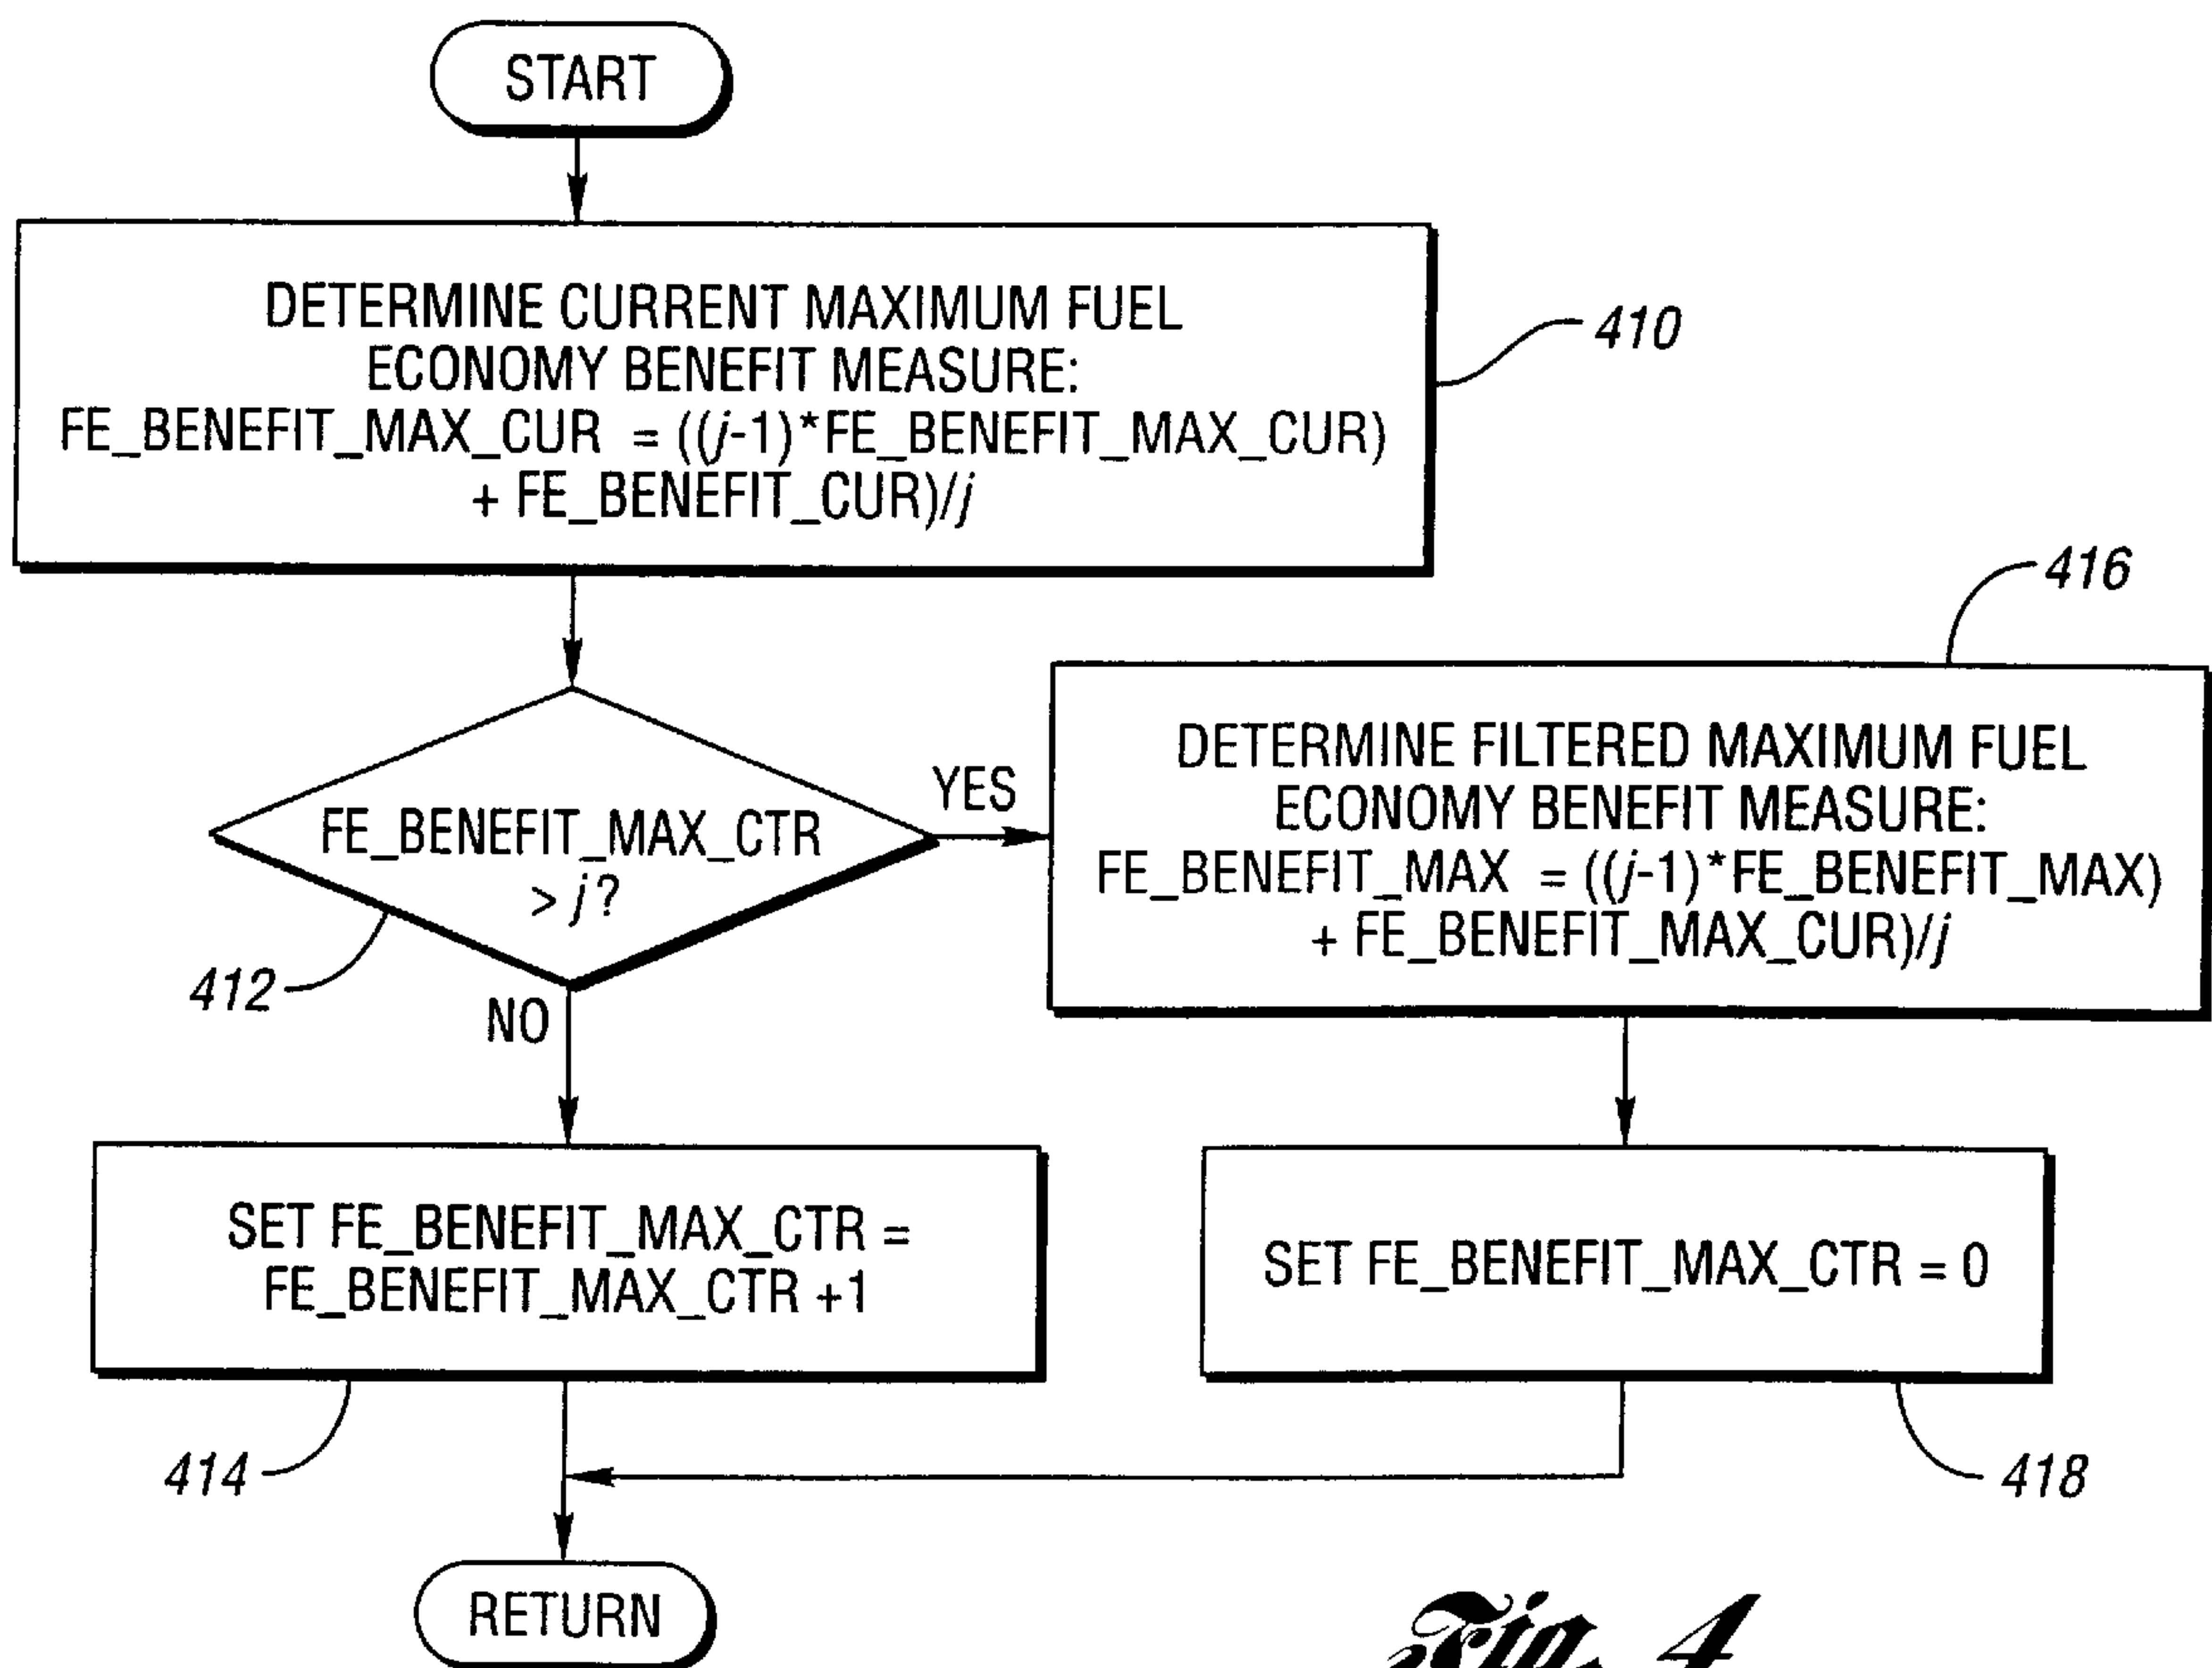 START
DETERMINE CURRENT MAXIMUM FUEL
ECONOMY BENEFIT MEASURE:
FE_BENEFIT_MAX_CUR = ((j-1)*FE_BENEFIT_MAX_CUR)
+ FE_BENEFIT_CUR)/j
410
416
FE_BENEFIT_MAX_CTR
> j ?
YES
412
NO
DETERMINE FILTERED MAXIMUM FUEL
ECONOMY BENEFIT MEASURE:
FE_BENEFIT_MAX = ((j-1)*FE_BENEFIT_MAX)
+ FE_BENEFIT_MAX_CUR)/j
SET FE_BENEFIT_MAX_CTR =
FE_BENEFIT_MAX_CTR +1
SET FE_BENEFIT_MAX_CTR = 0
414
418
RETURN
Fig. 4